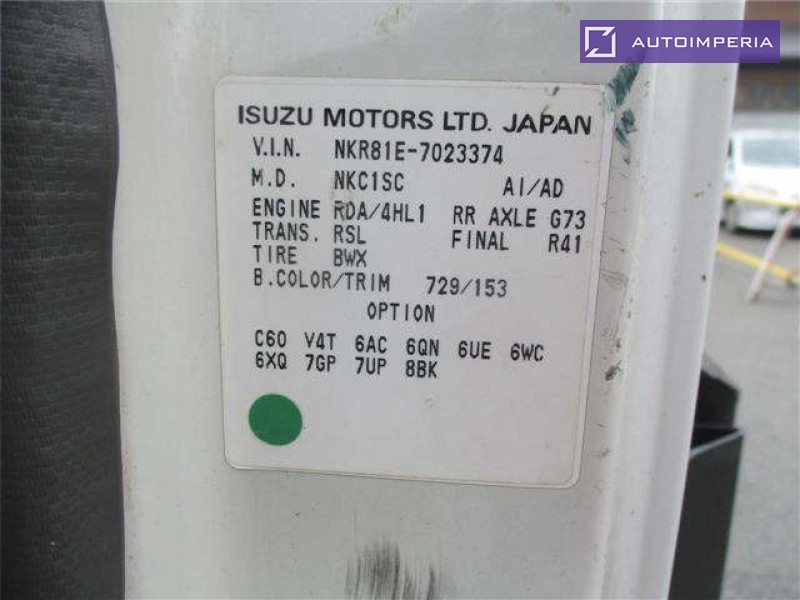 AUTOIMPERIA
ISUZU MOTORS LTD. JAPAN
V.I.N. NKR81E-7023374
M.D. NKC1SC AI/AD
ENGINE RDA/4HL1 RR AXLE G73
TRANS. RSL FINAL R41
TIRE BWX
B.COLOR/TRIM 729/153
OPTION
C60 V4T 6AC 6QN 6UE 6WC
6XQ 7GP 7UP 8BK